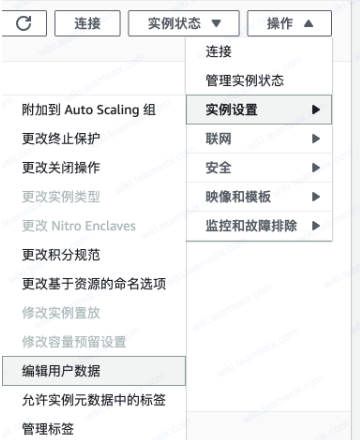 连接
实例状态
操作
连接
管理实例状态
实例设置
联网
安全
映像和模板
监控和故障排除
附加到 Auto Scaling 组
更改终止保护
更改关闭操作
更改实例类型
更改 Nitro Enclaves
更改积分规范
更改基于资源的命名选项
修改实例置放
修改容量预留设置
编辑用户数据
允许实例元数据中的标签
管理标签
wiki.teamssix.com